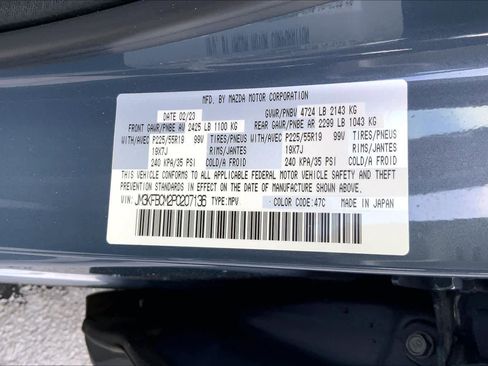 MFD. BY MAZDA MOTOR CORPORATION
DATE 02/23 GVWR/PNBV 4724 LB 2143 KG
FRONT GAWR/PNBE AV 2425 LB 1100 KG REAR GAWR/PNBE AR 2299 LB 1043 KG
WITH/AVEC P225/55R19 99V TIRES/PNEUS WITH/AVEC P225/55R19 99V TIRES/PNEUS
19X7J RIMS/JANTES 19X7J RIMS/JANTES
240 KPA/35 PSI COLD/A FROID 240 KPA/35 PSI COLD/A FROID
THIS VEHICLE CONFORMS TO ALL APPLICABLE FEDERAL MOTOR VEHICLE SAFETY AND THEFT
PREVENTION STANDARDS IN EFFECT ON THE DATE OF MANUFACTURE SHOWN ABOVE.
VIN: JM3KFBCM2P0207136 TYPE:MPV COLOR CODE:47C MADE IN JAPAN